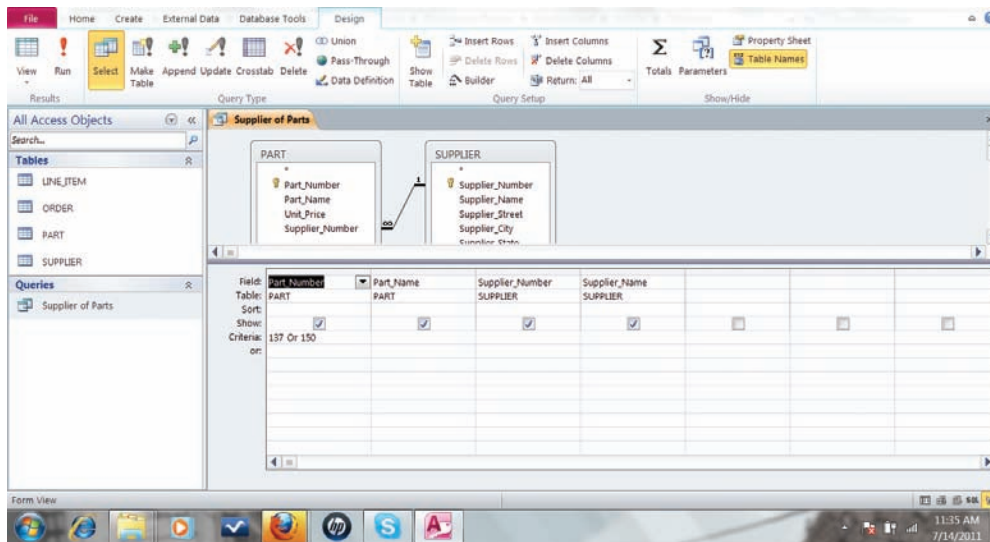 File Home Create External Data Database Tools Design
View Run Select Make Table Append Update Crosstab Delete Union Pass-Through Data Definition Show Table Insert Rows Delete Rows Builder Insert Columns Delete Columns Return: All Totals Parameters Property Sheet Table Names
Results Query Type Query Setup Show/Hide
All Access Objects
Search...
Tables
LINE_ITEM
ORDER
PART
SUPPLIER
Queries
Supplier of Parts
Supplier of Parts
PART
*
Part_Number
Part_Name
Unit_Price
Supplier_Number
∞
1
SUPPLIER
*
Supplier_Number
Supplier_Name
Supplier_Street
Supplier_City
Supplier_State
Field: Part_Number Part_Name Supplier_Number Supplier_Name
Table: PART PART SUPPLIER SUPPLIER
Sort:
Show:
Criteria: 137 Or 150
or:
Form View
SQL
hp S A
11:35 AM
7/14/2011